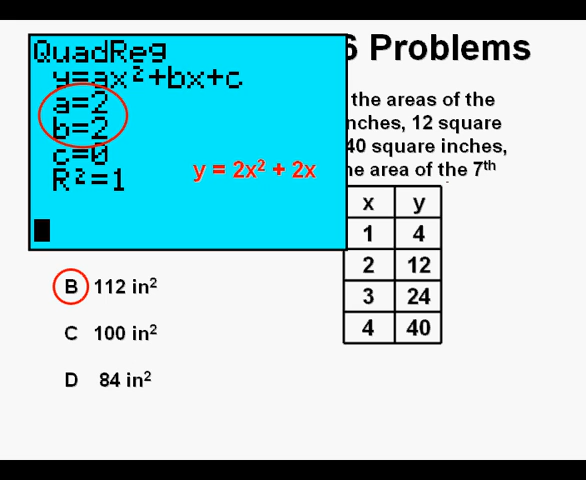 6 Problems
QuadReg
y=ax²+bx+c
a=2
b=2
c=0
R²=1
y = 2x² + 2x
the areas of the
nches, 12 square
40 square inches,
he area of the 7th
x y
1 4
2 12
3 24
4 40
B 112 in²
C 100 in²
D 84 in²